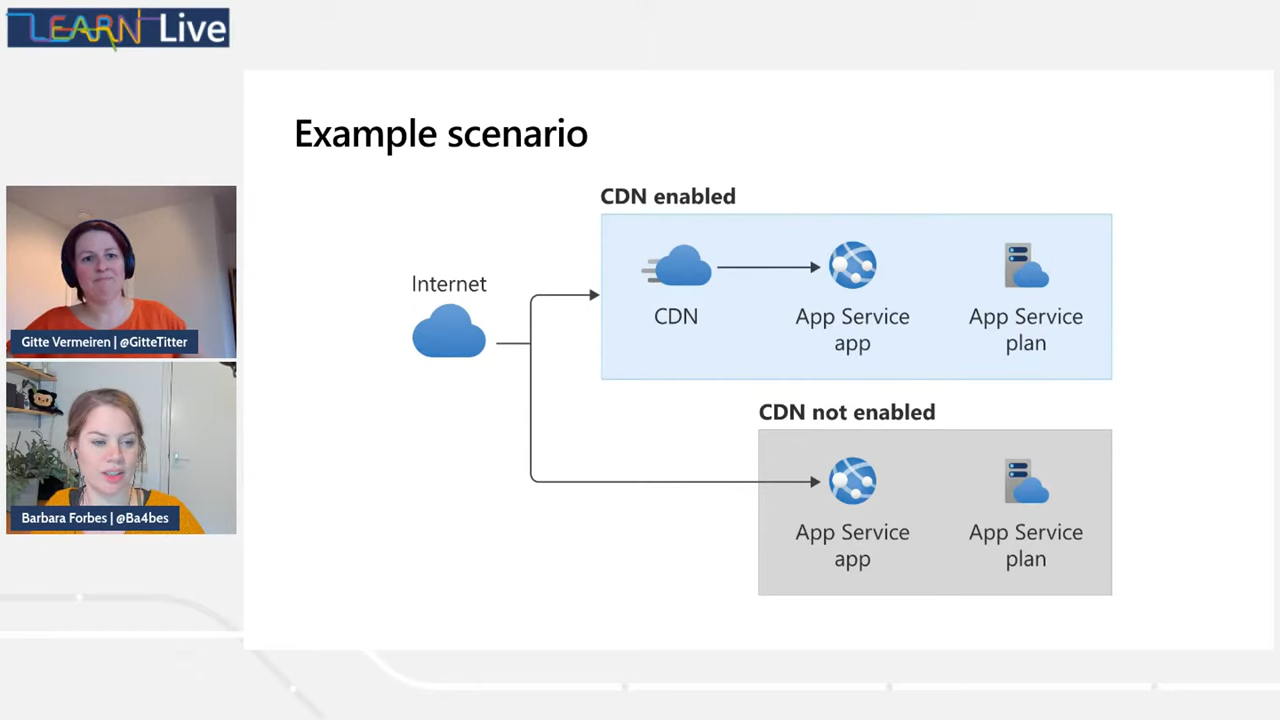 LEARN Live
Example scenario
CDN enabled
Internet
CDN
App Service
app
App Service
plan
CDN not enabled
App Service
app
App Service
plan
Gitte Vermeiren | @GitteTitter
Barbara Forbes | @Ba4bes